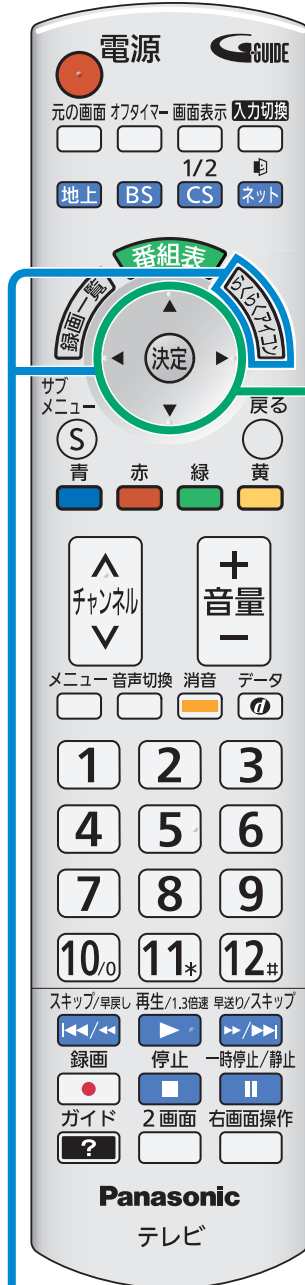 電源 G-GUIDE
元の画面 オフタイマー 画面表示 入力切換
1/2
地上 BS CS ネット
番組表
録画一覧 らくらくアイコン
決定
サブ
メニュー 戻る
S
青 赤 緑 黄
チャンネル + 音量 −
メニュー 音声切換 消音 データ
d
1 2 3
4 5 6
7 8 9
10/0 11* 12#
スキップ/早戻し 再生/1.3倍速 早送り/スキップ
録画 停止 一時停止/静止
ガイド 2画面 右画面操作
?
Panasonic
テレビ